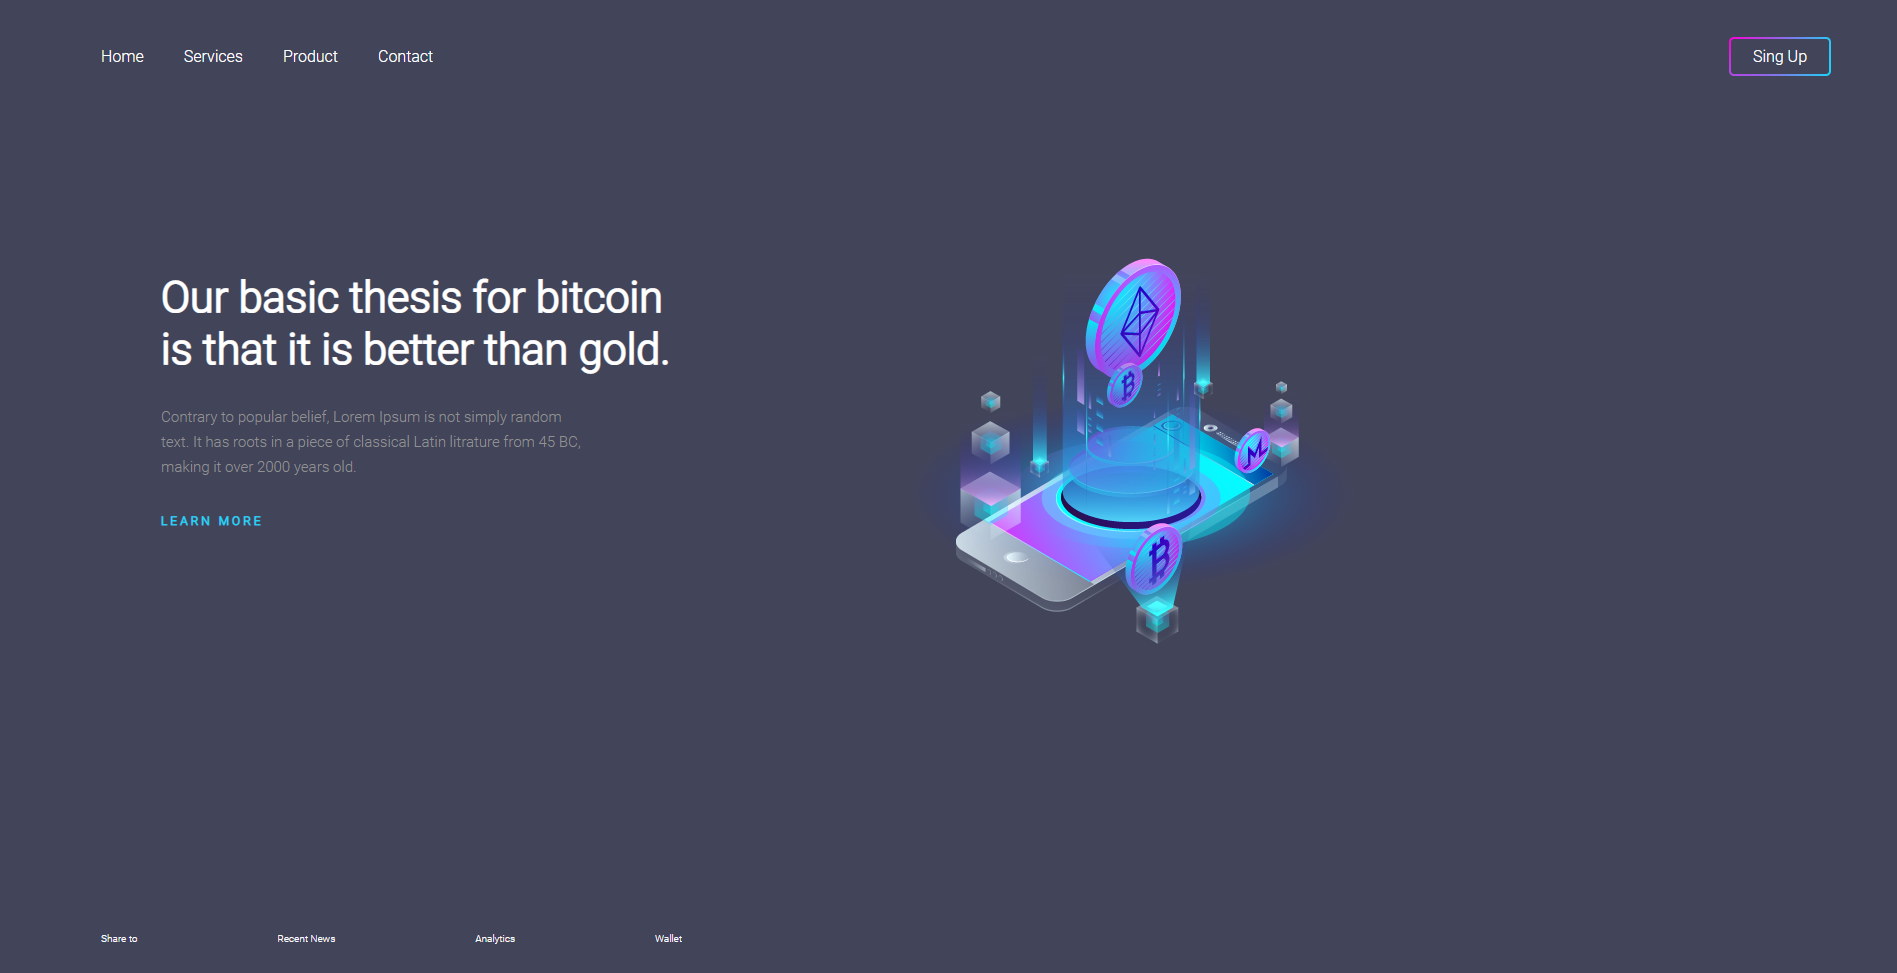 Home
Services
Product
Contact
Sing Up
Our basic thesis for bitcoin
is that it is better than gold.
Contrary to popular belief, Lorem Ipsum is not simply random
text. It has roots in a piece of classical Latin litrature from 45 BC,
making it over 2000 years old.
LEARN MORE
Share to
Recent News
Analytics
Wallet